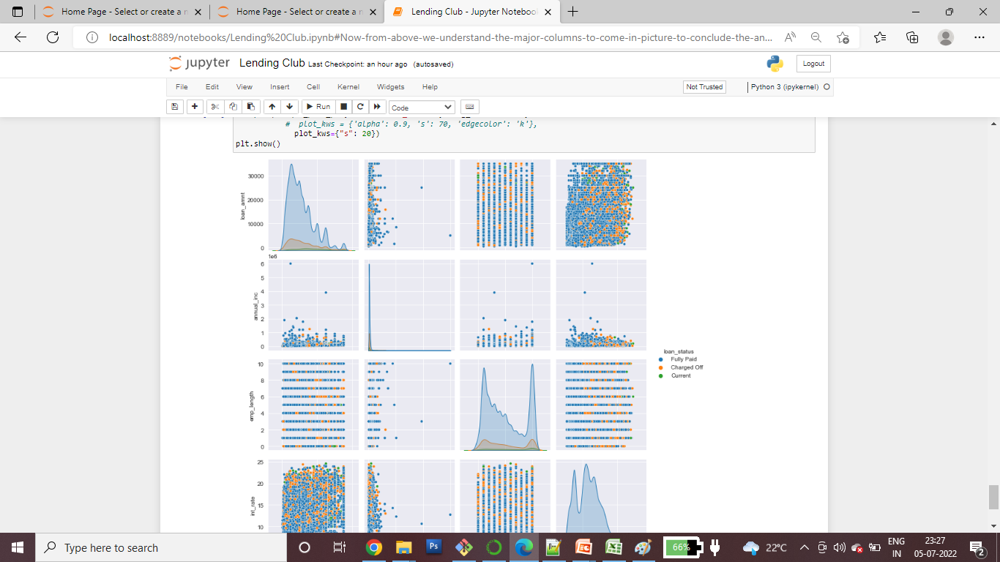 Home Page - Select or create a n
Home Page - Select or create a n
Lending Club - Jupyter Notebook
localhost:8889/notebooks/Lending%20Club.ipynb#Now-from-above-we-understand-the-major-columns-to-come-in-picture-to-conclude-the-an...
jupyter Lending Club Last Checkpoint: an hour ago (autosaved)
Logout
File Edit View Insert Cell Kernel Widgets Help
Not Trusted
Python 3 (ipykernel)
Run
Code
# plot_kws = {'alpha': 0.9, 's': 70, 'edgecolor': 'k'},
plot_kws={"s": 20})
plt.show()
loan_amnt
30000
20000
10000
0
1e6
annual_inc
6
5
4
3
2
1
0
emp_length
10
8
6
4
2
0
int_rate
25
20
15
10
loan_status
Fully Paid
Charged Off
Current
Type here to search
Ps
66%
22°C
ENG
IN
23:27
05-07-2022
2